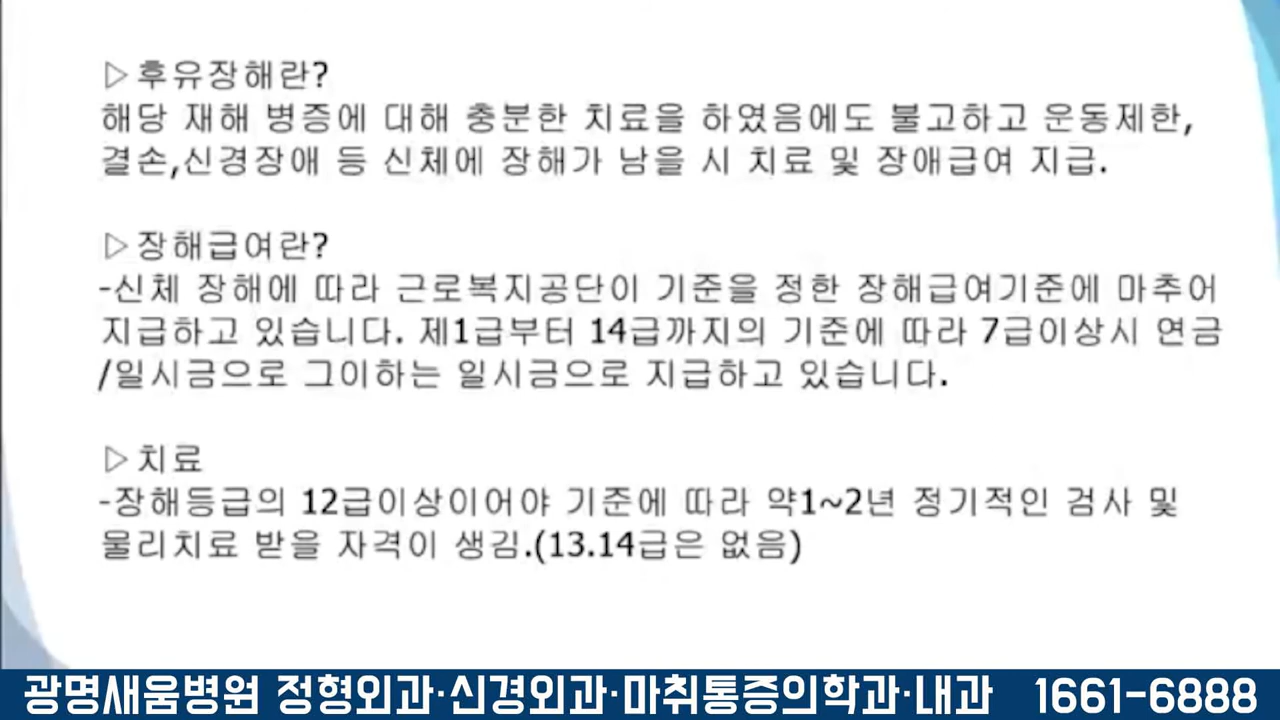 ▷후유장해란?
해당 재해 병증에 대해 충분한 치료을 하였음에도 불고하고 운동제한,
결손,신경장애 등 신체에 장해가 남을 시 치료 및 장애급여 지급.
▷장해급여란?
-신체 장해에 따라 근로복지공단이 기준을 정한 장해급여기준에 마추어
지급하고 있습니다. 제1급부터 14급까지의 기준에 따라 7급이상시 연금
/일시금으로 그이하는 일시금으로 지급하고 있습니다.
▷치료
-장해등급의 12급이상이어야 기준에 따라 약1~2년 정기적인 검사 및
물리치료 받을 자격이 생김.(13.14급은 없음)
광명새움병원 정형외과·신경외과·마취통증의학과·내과 1661-6888